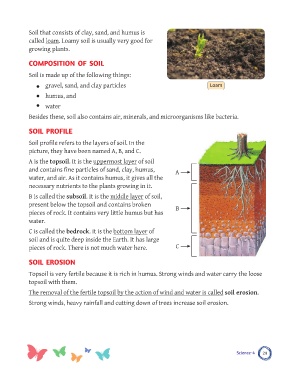 Soil that consists of clay, sand, and humus is
called loam. Loamy soil is usually very good for
growing plants.
Loam
COMPOSITION OF SOIL
Soil is made up of the following things:
• gravel, sand, and clay particles
• humus, and
• water
Besides these, soil also contains air, minerals, and microorganisms like bacteria.
SOIL PROFILE
Soil profile refers to the layers of soil. In the
picture, they have been named A, B, and C.
A is the topsoil. It is the uppermost layer of soil
and contains fine particles of sand, clay, humus,
water, and air. As it contains humus, it gives all the
necessary nutrients to the plants growing in it.
B is called the subsoil. It is the middle layer of soil,
present below the topsoil and contains broken
pieces of rock. It contains very little humus but has
water.
C is called the bedrock. It is the bottom layer of
soil and is quite deep inside the Earth. It has large
pieces of rock. There is not much water here.
A
B
C
SOIL EROSION
Topsoil is very fertile because it is rich in humus. Strong winds and water carry the loose
topsoil with them.
The removal of the fertile topsoil by the action of wind and water is called soil erosion.
Strong winds, heavy rainfall and cutting down of trees increase soil erosion.